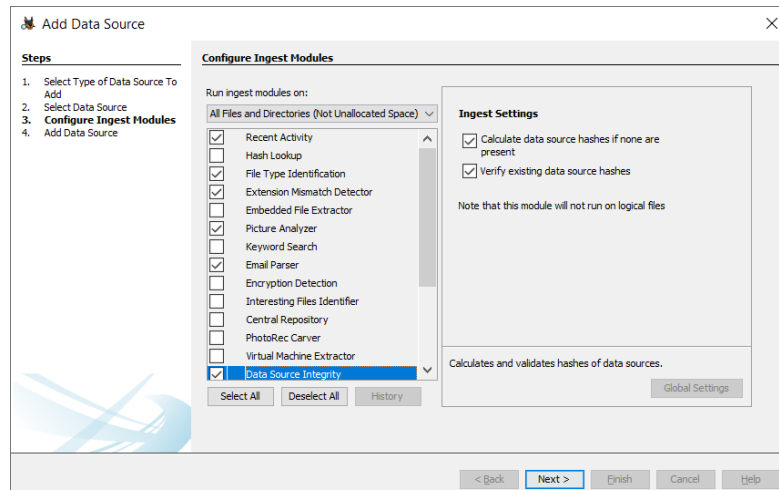 Add Data Source
Steps
1. Select Type of Data Source To
Add
2. Select Data Source
3. Configure Ingest Modules
4. Add Data Source
Configure Ingest Modules
Run ingest modules on:
All Files and Directories (Not Unallocated Space)
Recent Activity
Hash Lookup
File Type Identification
Extension Mismatch Detector
Embedded File Extractor
Picture Analyzer
Keyword Search
Email Parser
Encryption Detection
Interesting Files Identifier
Central Repository
PhotoRec Carver
Virtual Machine Extractor
Data Source Integrity
Select All Deselect All History
Ingest Settings
Calculate data source hashes if none are
present
Verify existing data source hashes
Note that this module will not run on logical files
Calculates and validates hashes of data sources.
Global Settings
< Back Next > Finish Cancel Help